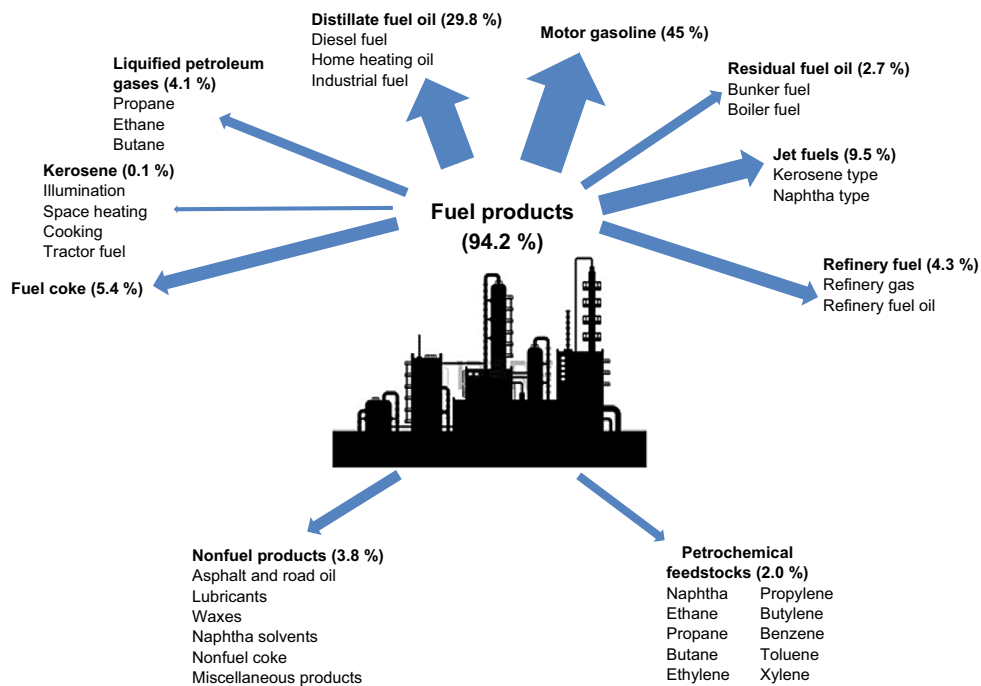 Distillate fuel oil (29.8 %)
Diesel fuel
Home heating oil
Industrial fuel
Motor gasoline (45 %)
Liquified petroleum
gases (4.1 %)
Propane
Ethane
Butane
Residual fuel oil (2.7 %)
Bunker fuel
Boiler fuel
Kerosene (0.1 %)
Illumination
Space heating
Cooking
Tractor fuel
Jet fuels (9.5 %)
Kerosene type
Naphtha type
Fuel products
(94.2 %)
Fuel coke (5.4 %)
Refinery fuel (4.3 %)
Refinery gas
Refinery fuel oil
Nonfuel products (3.8 %)
Asphalt and road oil
Lubricants
Waxes
Naphtha solvents
Nonfuel coke
Miscellaneous products
Petrochemical
feedstocks (2.0 %)
Naphtha Propylene
Ethane Butylene
Propane Benzene
Butane Toluene
Ethylene Xylene